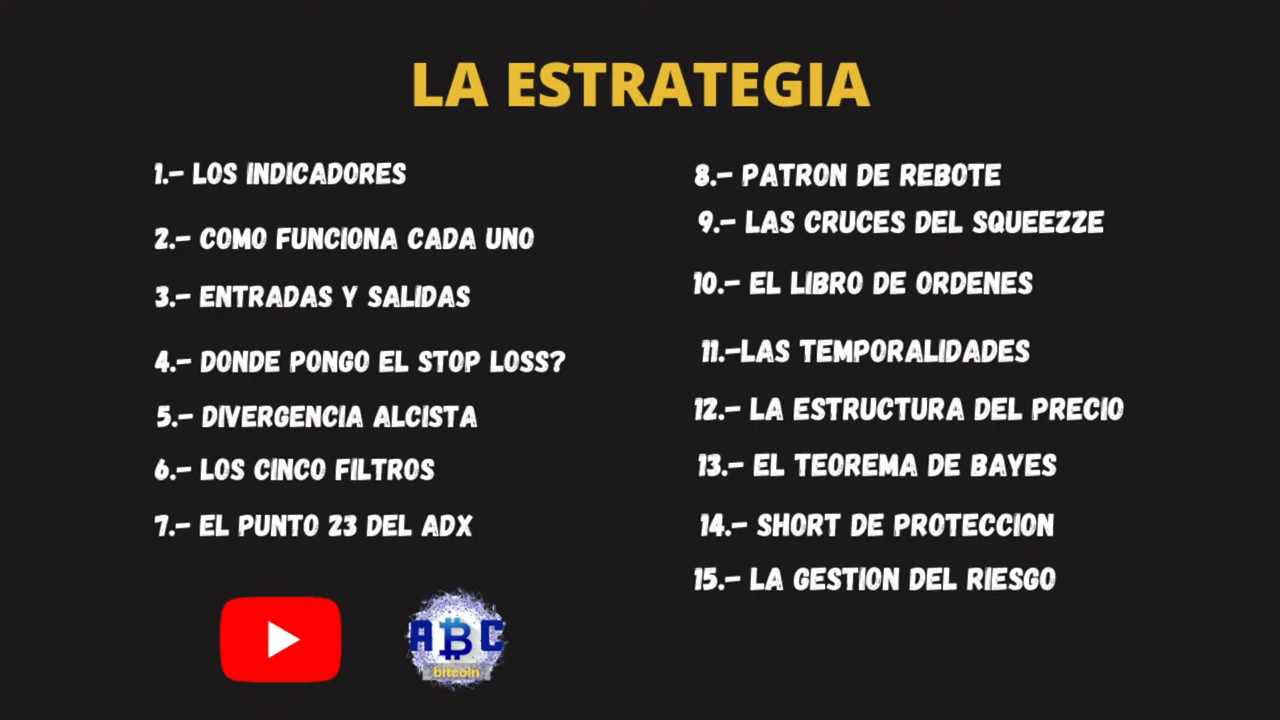 LA ESTRATEGIA
1.- LOS INDICADORES
2.- COMO FUNCIONA CADA UNO
3.- ENTRADAS Y SALIDAS
4.- DONDE PONGO EL STOP LOSS?
5.- DIVERGENCIA ALCISTA
6.- LOS CINCO FILTROS
7.- EL PUNTO 23 DEL ADX
8.- PATRON DE REBOTE
9.- LAS CRUCES DEL SQUEEZZE
10.- EL LIBRO DE ORDENES
11.-LAS TEMPORALIDADES
12.- LA ESTRUCTURA DEL PRECIO
13.- EL TEOREMA DE BAYES
14.- SHORT DE PROTECCION
15.- LA GESTION DEL RIESGO
ABC
bitcoin